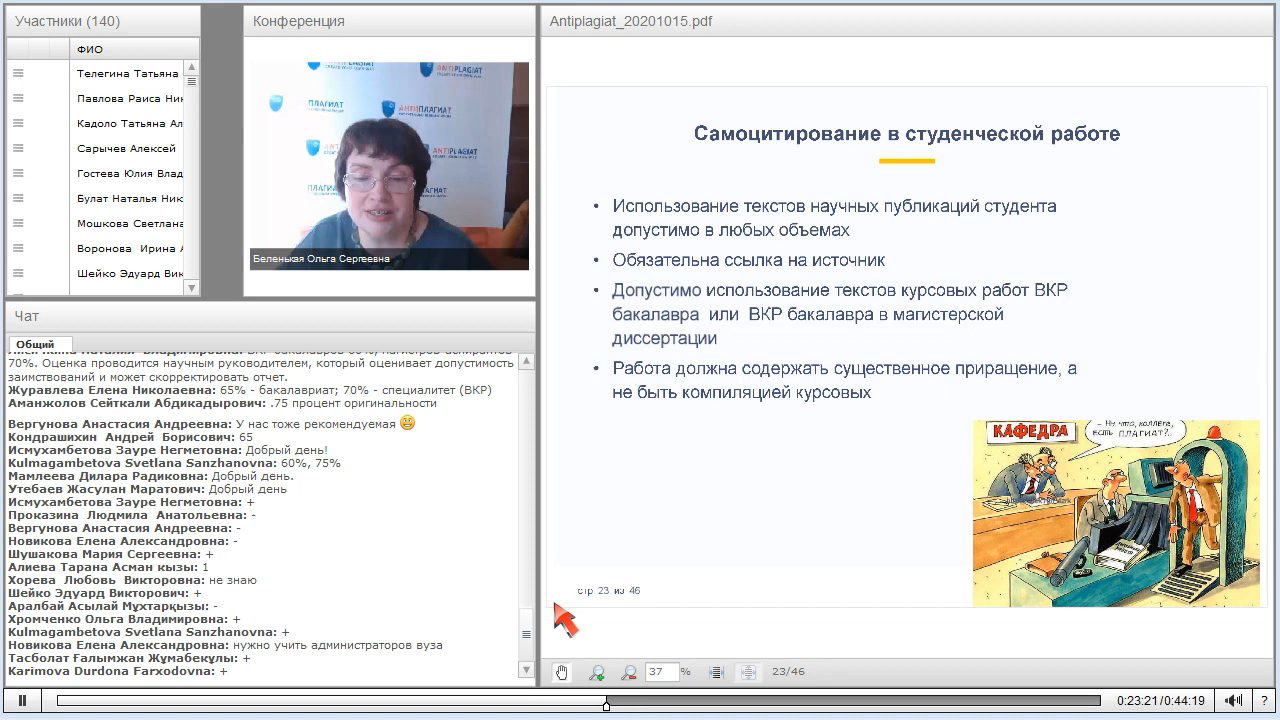 Участники (140)
ФИО
Телегина Татьяна
Павлова Раиса Ник
Кадоло Татьяна Ал
Сарычев Алексей
Гостева Юлия Влад
Булат Наталья Ник
Мошкова Светлана
Воронова Ирина А
Шейко Эдуард Вик
Конференция
ПЛАГИАТ
АНТИПЛАГИАТ
ANTIPLAGIAT
Беленькая Ольга Сергеевна
Чат
Общий
70%. Оценка проводится научным руководителем, который оценивает допустимость
заимствований и может скорректировать отчет.
Журавлева Елена Николаевна: 65% - бакалавриат; 70% - специалитет (ВКР)
Аманжолов Сейткали Абдикадырович: .75 процент оригинальности
Вергунова Анастасия Андреевна: У нас тоже рекомендуемая
Кондрашихин Андрей Борисович: 65
Исмухамбетова Зауре Негметовна: Добрый день!
Kulmagambetova Svetlana Sanzhanovna: 60%, 75%
Мамлеева Дилара Радиковна: Добрый день.
Утебаев Жасулан Маратович: Добрый день
Исмухамбетова Зауре Негметовна: +
Проказина Людмила Анатольевна: -
Вергунова Анастасия Андреевна: -
Новикова Елена Александровна: -
Шушакова Мария Сергеевна: +
Алиева Тарана Асман кызы: 1
Хорева Любовь Викторовна: не знаю
Шейко Эдуард Викторович: +
Аралбай Асылай Мұхтарқызы: -
Хромченко Ольга Владимировна: +
Kulmagambetova Svetlana Sanzhanovna: +
Новикова Елена Александровна: нужно учить администраторов вуза
Тасболат Ғалымжан Жұмабекұлы: +
Karimova Durdona Farxodovna: +
Antiplagiat_20201015.pdf
Самоцитирование в студенческой работе
• Использование текстов научных публикаций студента
допустимо в любых объемах
• Обязательна ссылка на источник
• Допустимо использование текстов курсовых работ ВКР
бакалавра или ВКР бакалавра в магистерской
диссертации
• Работа должна содержать существенное приращение, а
не быть компиляцией курсовых
КАФЕДРА
- Ну что, коллега,
есть ПЛАГИАТ?..
стр 23 из 46
37 %
23/46
0:23:21/0:44:19
?